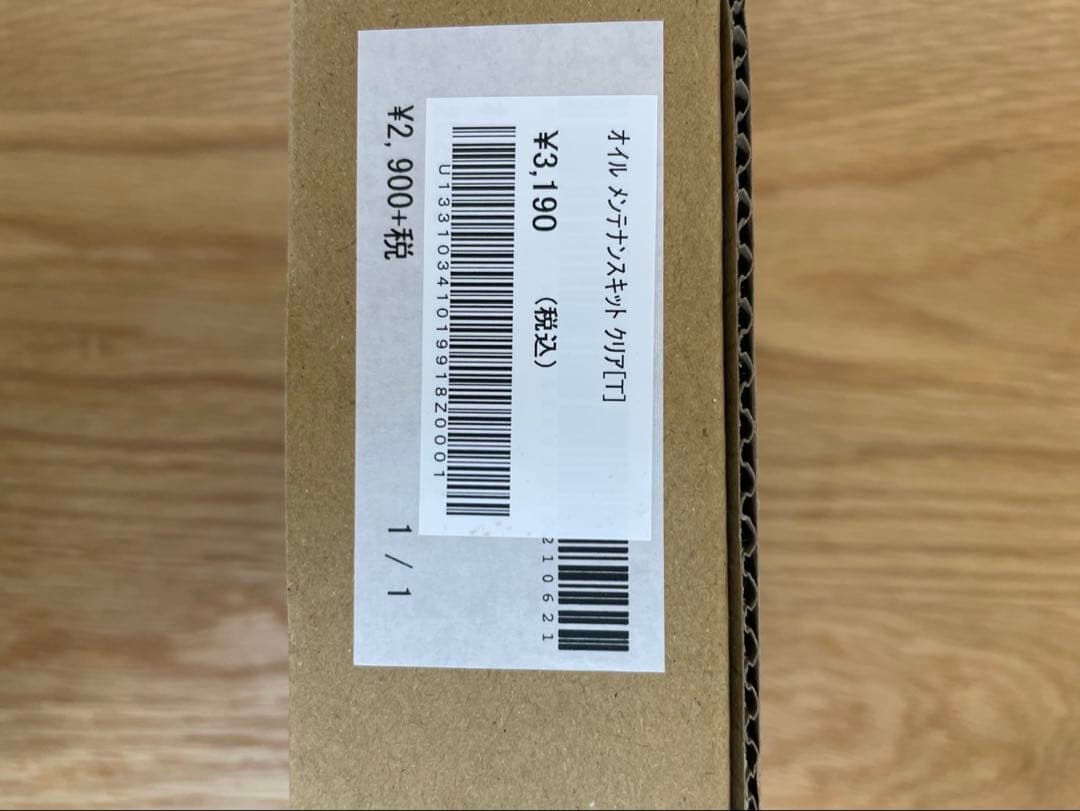 ｵｲﾙ ﾒﾝﾃﾅﾝｽｷｯﾄ ｸﾘｱ[T]
¥3,190 (税込)
U13310341019918Z0001
210621
¥2,900+税 1/1